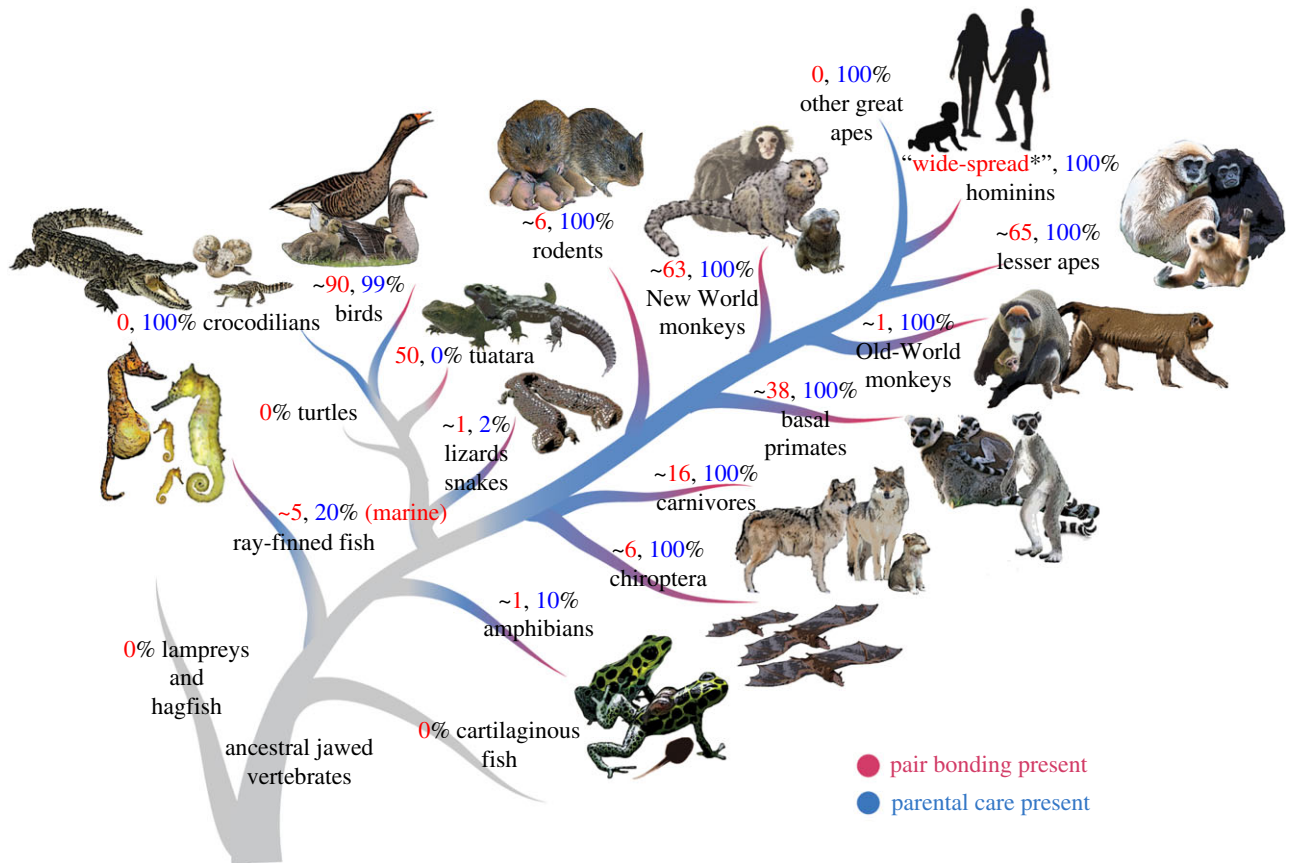 0, 100%
other great
apes
"wide-spread*", 100%
hominins
~6, 100%
rodents
~65, 100%
lesser apes
~63, 100%
New World
monkeys
~90, 99%
birds
0, 100% crocodilians
~1, 100%
Old-World
monkeys
50, 0% tuatara
~38, 100%
basal
primates
0% turtles
~1, 2%
lizards
snakes
~16, 100%
carnivores
~5, 20% (marine)
ray-finned fish
~6, 100%
chiroptera
~1, 10%
amphibians
0% lampreys
and
hagfish
0% cartilaginous
fish
ancestral jawed
vertebrates
pair bonding present
parental care present